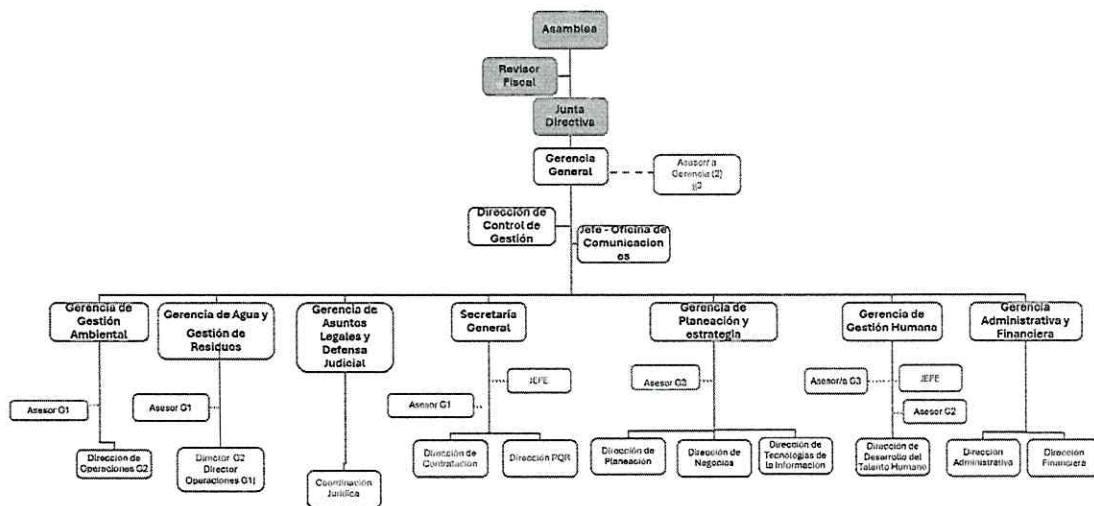 Asamblea
Revisor
Fiscal
Junta
Directiva
Gerencia
General
Asesor/a
Gerencia (2)
Dirección de
Control de
Gestión
Jefe - Oficina de
Comunicacion
es
Gerencia de
Gestión
Ambiental
Gerencia de Agua y
Gestión de
Residuos
Gerencia de
Asuntos
Legales y
Defensa
Judicial
Secretaría
General
Gerencia de
Planeación y
estrategia
Gerencia de
Gestión Humano
Gerencia
Administrativa y
Financiera
Asesor G1
Asesor G1
JEFE
Asesor G1
Asesor G3
Asesor/a G3
JEFE
Asesor G2
Dirección de
Operaciones G2
Director G2
Director
Operaciones G1)
Coordinación
Jurídica
Dirección de
Contratación
Dirección PQR
Dirección de
Planeación
Dirección de
Negocios
Dirección de
Tecnologías de
la Información
Dirección de
Desarrollo del
Talento Humano
Dirección
Administrativa
Dirección
Financiera